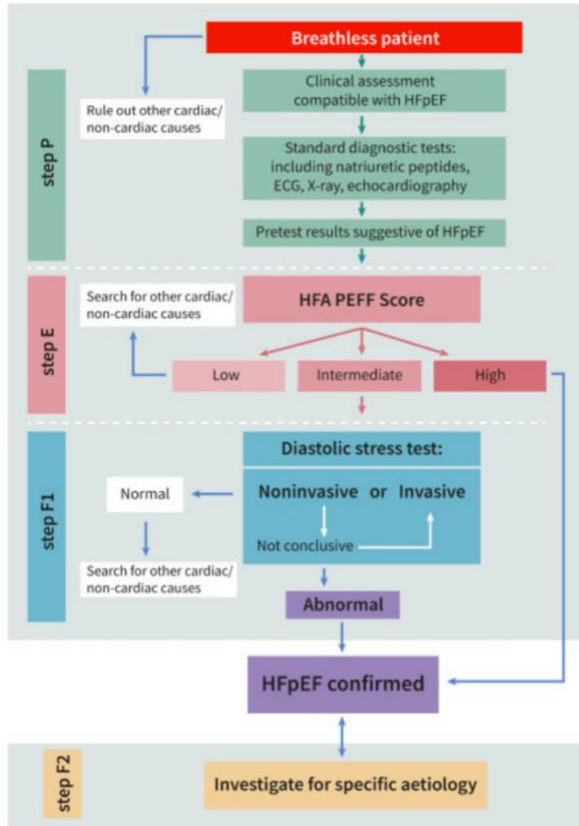 Breathless patient
step P
Clinical assessment
compatible with HFpEF
Rule out other cardiac/
non-cardiac causes
Standard diagnostic tests:
including natriuretic peptides,
ECG, X-ray, echocardiography
Pretest results suggestive of HFpEF
step E
Search for other cardiac/
non-cardiac causes
HFA PEFF Score
Low
Intermediate
High
step F1
Diastolic stress test:
Normal
Noninvasive or Invasive
Not conclusive
Search for other cardiac/
non-cardiac causes
Abnormal
HFpEF confirmed
step F2
Investigate for specific aetiology